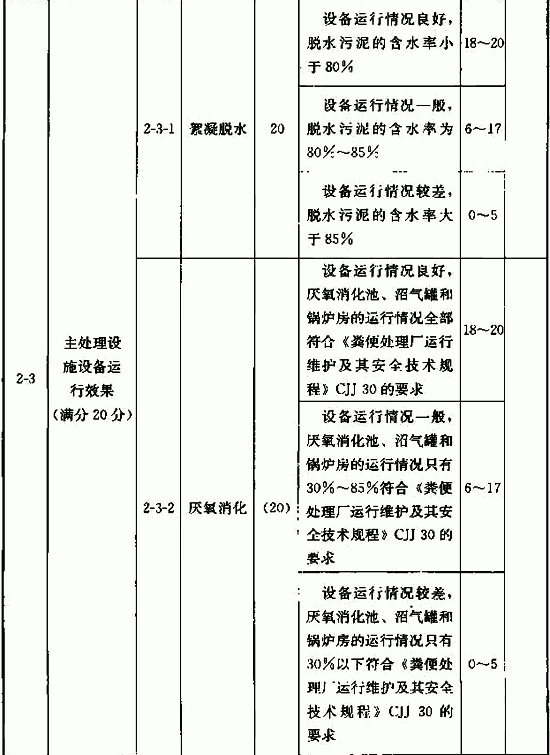 2-3
主处理设
施设备运
行效果
(满分20分)
2-3-1
絮凝脱水
20
设备运行情况良好,
脱水污泥的含水率小
于80%
18～20
设备运行情况一般,
脱水污泥的含水率为
80%～85%
6～17
设备运行情况较差,
脱水污泥的含水率大
于85%
0～5
2-3-2
厌氧消化
(20)
设备运行情况良好,
厌氧消化池、沼气罐和
锅炉房的运行情况全部
符合《粪便处理厂运行
维护及其安全技术规
程》CJJ 30的要求
18～20
设备运行情况一般,
厌氧消化池、沼气罐和
锅炉房的运行情况只有
30%～85%符合《粪便
处理厂运行维护及其安
全技术规程》CJJ 30的
要求
6～17
设备运行情况较差,
厌氧消化池、沼气罐和
锅炉房的运行情况只有
30%以下符合《粪便处
理厂运行维护及其安全
技术规程》CJJ 30 的
要求
0～5